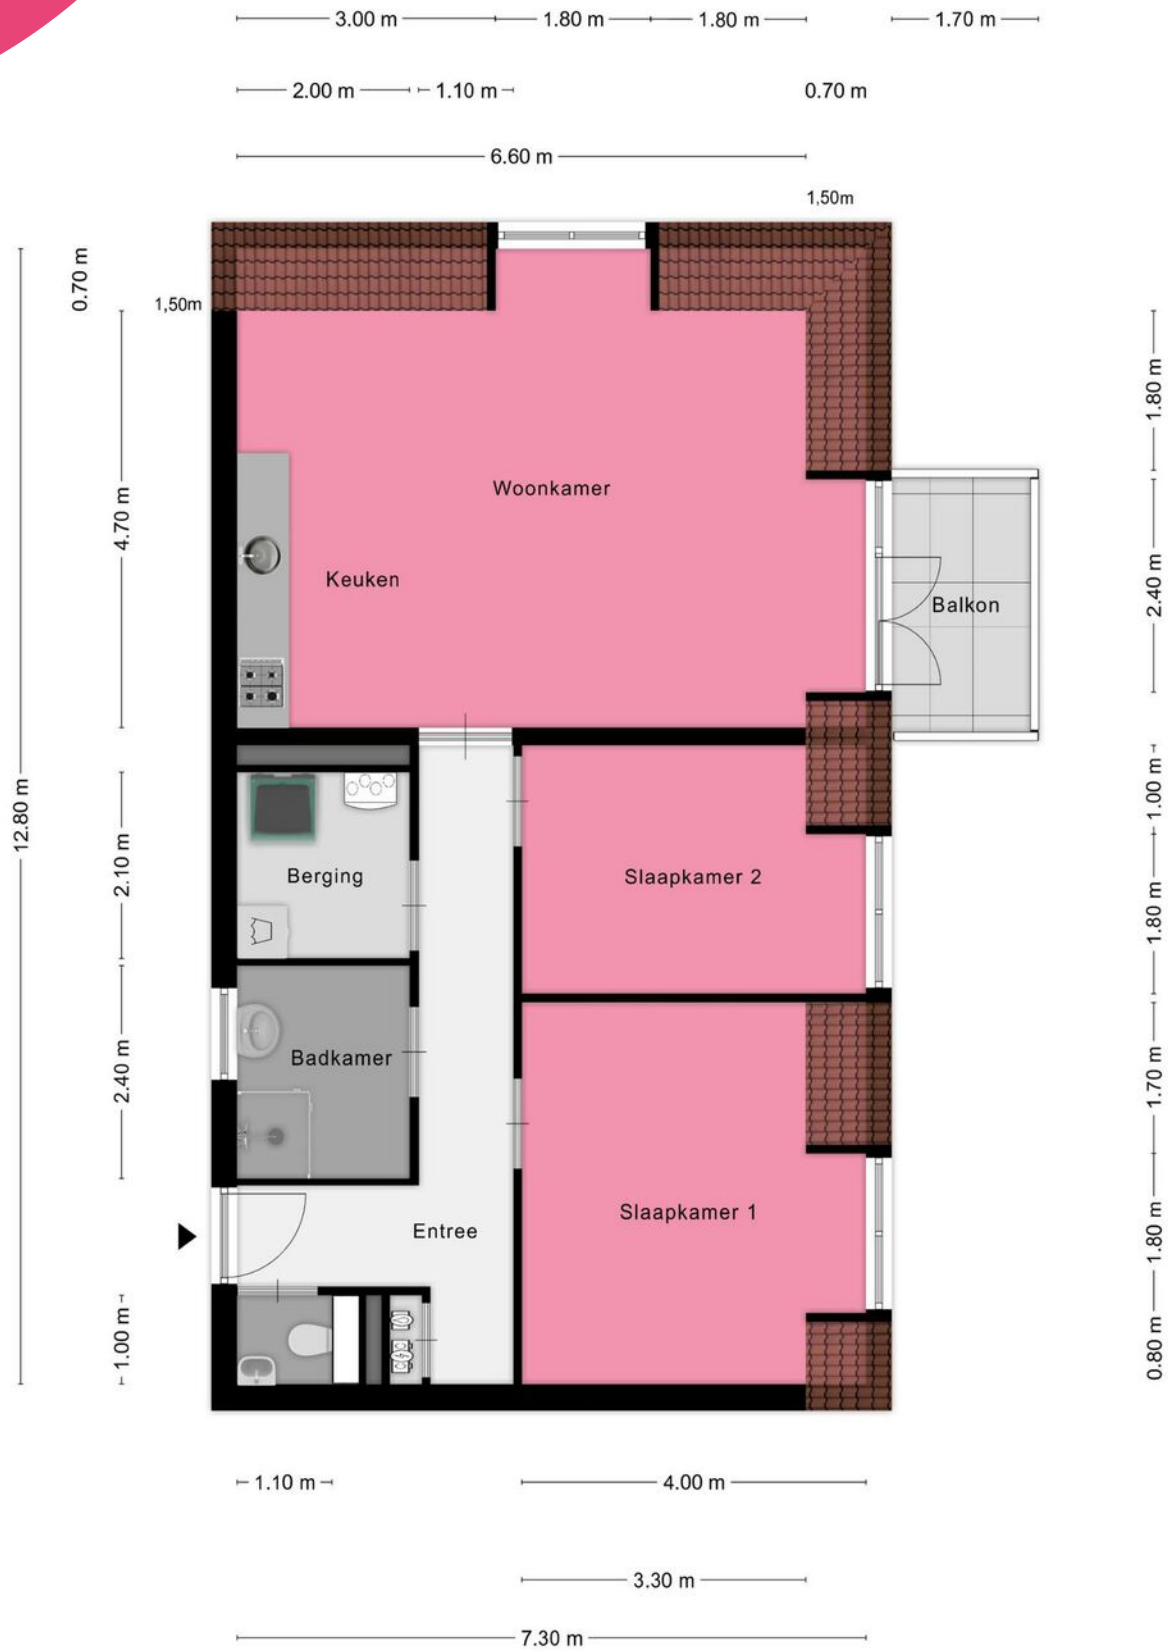 3.00 m
1.80 m
1.80 m
1.70 m
2.00 m
1.10 m
0.70 m
6.60 m
1,50m
0.70 m
1,50m
1.80 m
4.70 m
Woonkamer
Keuken
Balkon
2.40 m
12.80 m
2.10 m
Berging
Slaapkamer 2
1.00 m
1.80 m
2.40 m
Badkamer
1.70 m
Slaapkamer 1
Entree
1.80 m
1.00 m
0.80 m
1.10 m
4.00 m
3.30 m
7.30 m